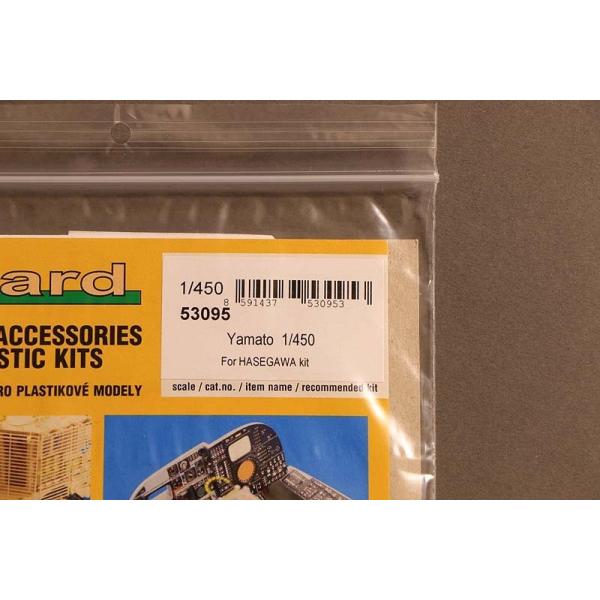 ard
ACCESSORIES
STIC KITS
RO PLASTIKOVÉ MODELY
1/450
8 591437 530953
53095
Yamato 1/450
For HASEGAWA kit
scale / cat.no. / item name / recommended kit